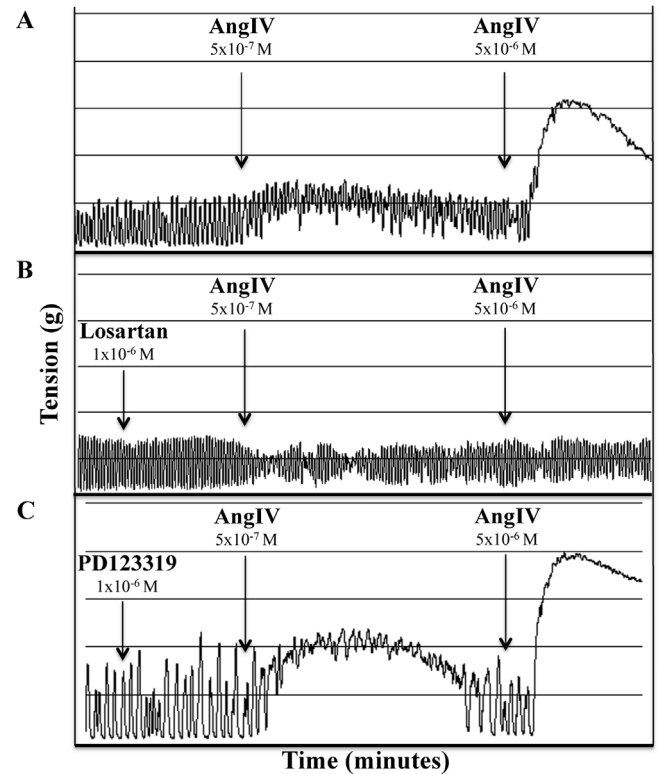 A
AngIV AngIV
5x10-7 M 5x10-6 M
B
AngIV AngIV
5x10-7 M 5x10-6 M
Losartan
1x10-6 M
Tension (g)
C
AngIV AngIV
5x10-7 M 5x10-6 M
PD123319
1x10-6 M
Time (minutes)